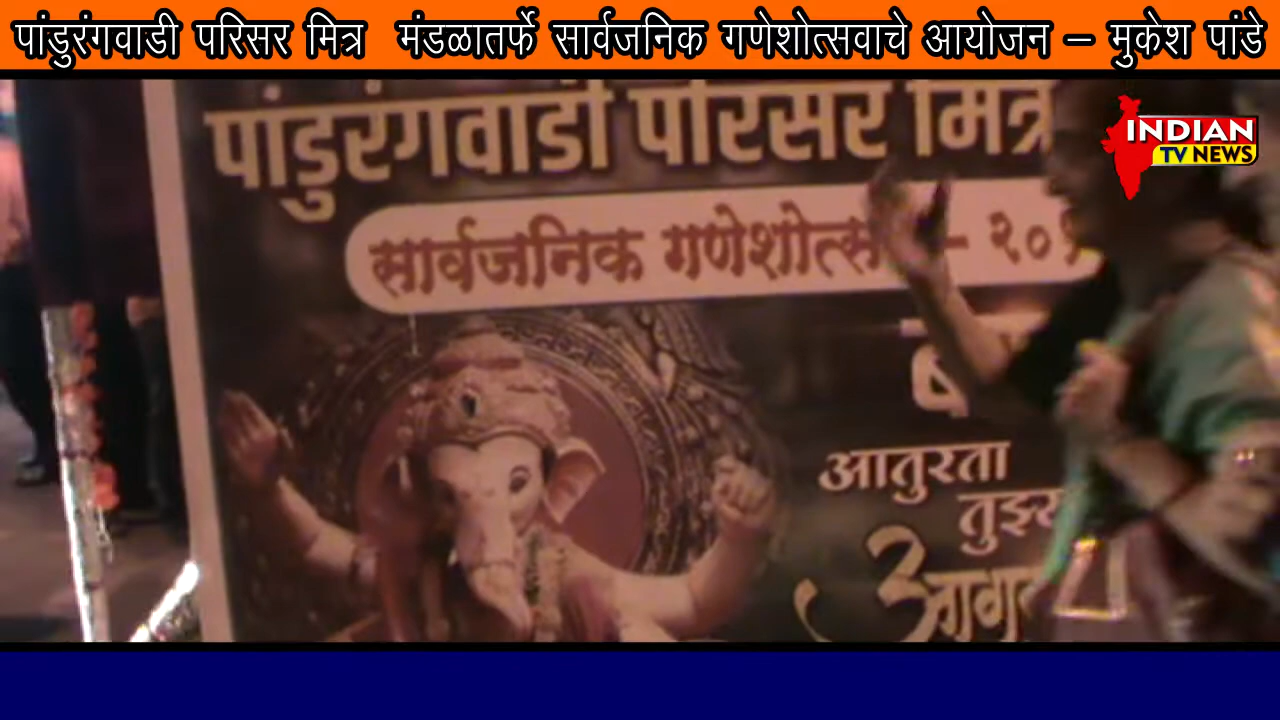 पांडुरंगवाडी परिसर मित्र मंडळातर्फे सार्वजनिक गणेशोत्सवाचे आयोजन – मुकेश पांडे
पांडुरंगवाडी परिसर मित्र
INDIAN
TV NEWS
सार्वजनिक गणेशोत्स – २०
आतुरता